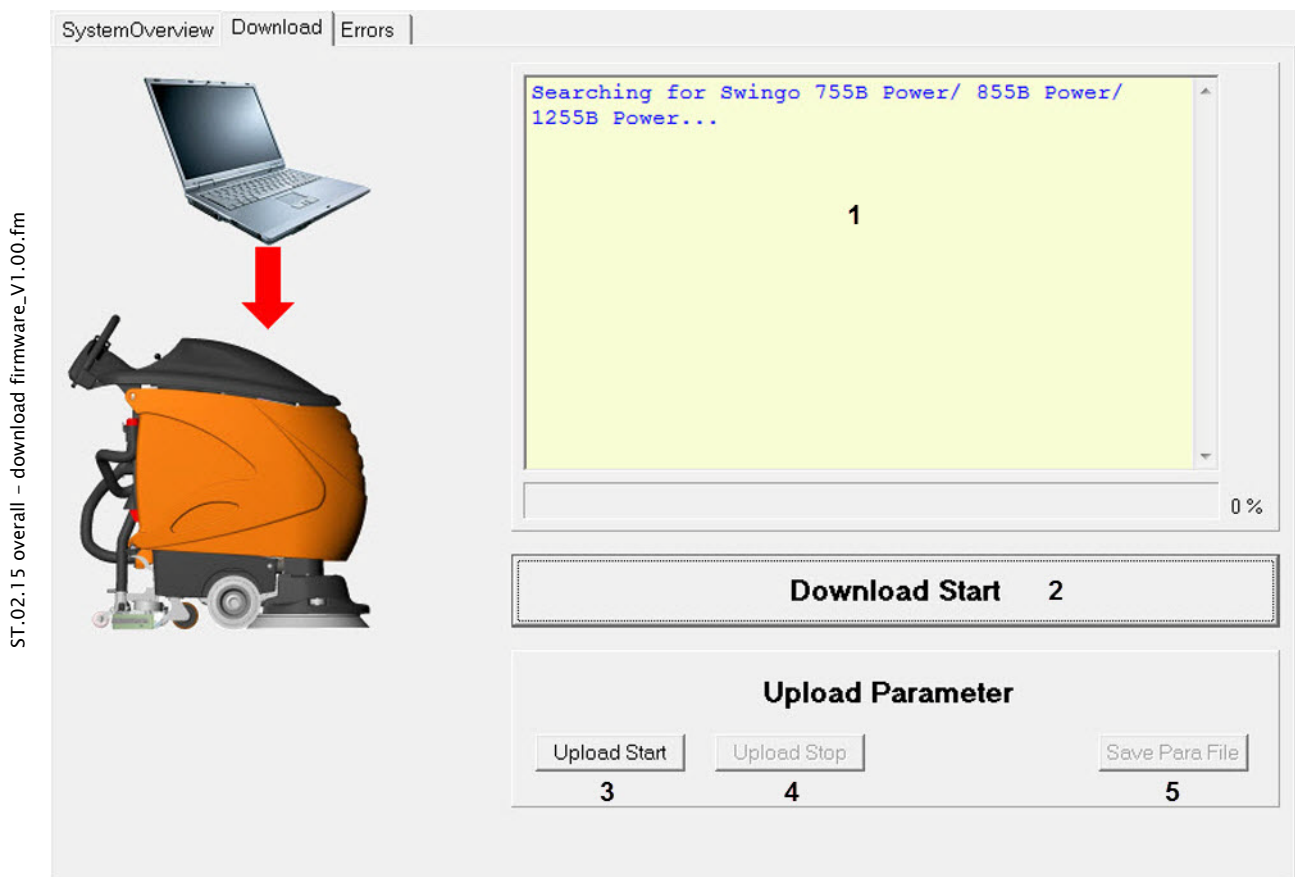 SystemOverview Download Errors
Searching for Swingo 755B Power/ 855B Power/
1255B Power...
1
0 %
Download Start 2
Upload Parameter
Upload Start Upload Stop Save Para File
3 4 5
ST.02.15 overall - download firmware_V1.00.fm